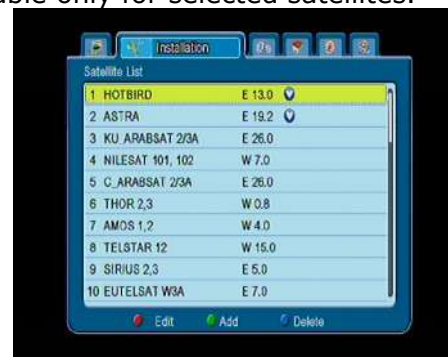 able only for selected satellites.
Installation
Satellite List
1 HOTBIRD E 13.0
2 ASTRA E 19.2
3 KU_ARABSAT 2/3A E 26.0
4 NILESAT 101, 102 W 7.0
5 C_ARABSAT 2/3A E 26.0
6 THOR 2,3 W 0.8
7 AMOS 1,2 W 4.0
8 TELSTAR 12 W 15.0
9 SIRIUS 2,3 E 5.0
10 EUTELSAT W3A E 7.0
Edit Add Delete